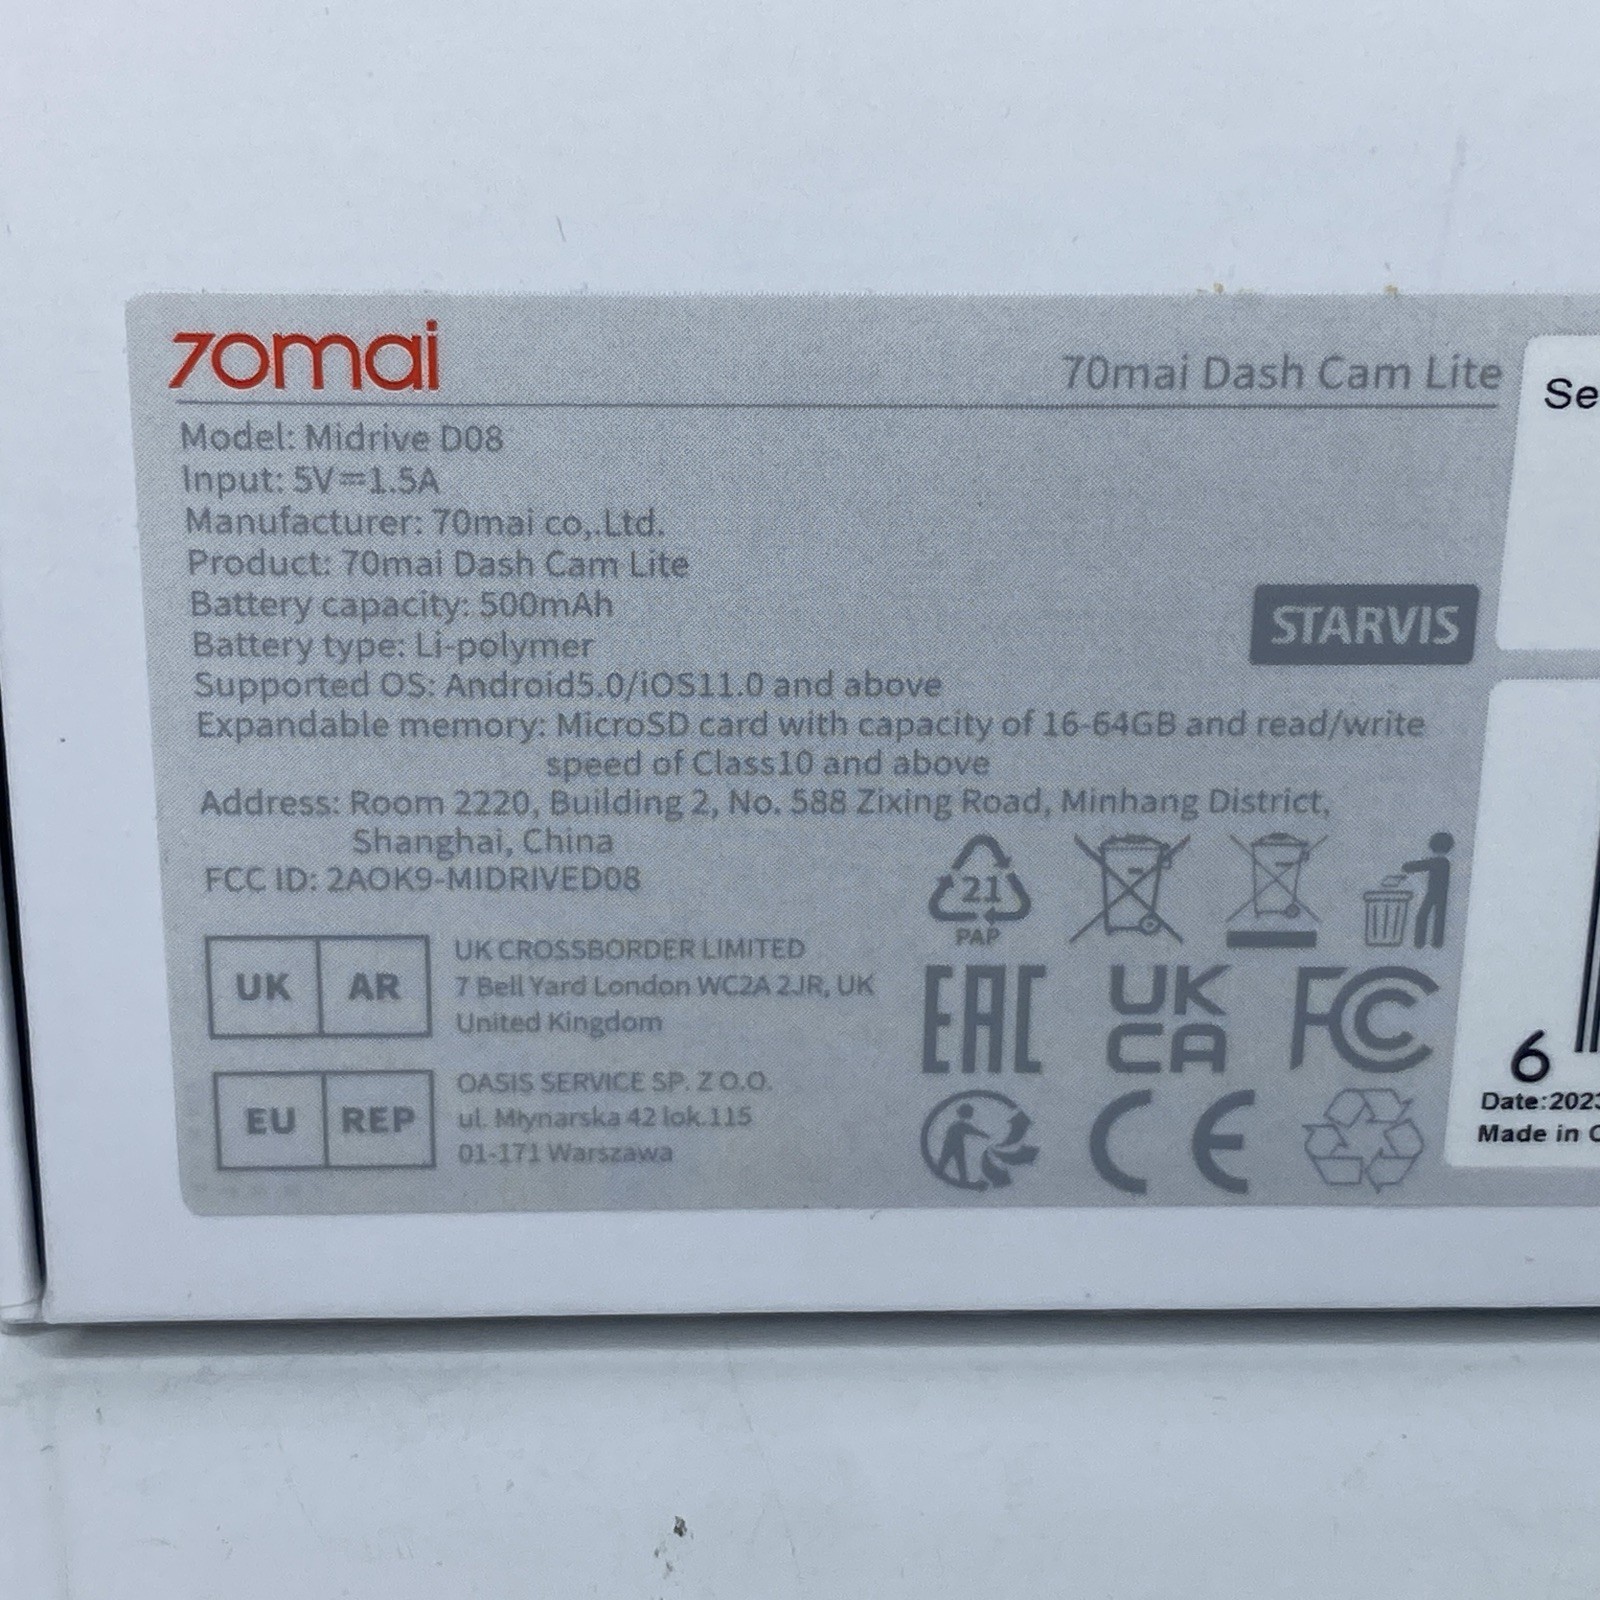 70mai
70mai Dash Cam Lite
Model: Midrive D08
Input: 5V⎓1.5A
Manufacturer: 70mai co,.Ltd.
Product: 70mai Dash Cam Lite
Battery capacity: 500mAh
Battery type: Li-polymer
STARVIS
Supported OS: Android5.0/iOS11.0 and above
Expandable memory: MicroSD card with capacity of 16-64GB and read/write
speed of Class10 and above
Address: Room 2220, Building 2, No. 588 Zixing Road, Minhang District,
Shanghai, China
FCC ID: 2AOK9-MIDRIVED08
21
PAP
UK AR
UK CROSSBORDER LIMITED
7 Bell Yard London WC2A 2JR, UK
United Kingdom
EAC
UK
CA
FC
EU REP
OASIS SERVICE SP. Z O.O.
ul. Młynarska 42 lok.115
01-171 Warszawa
CE
Se
6
Date:2023
Made in C